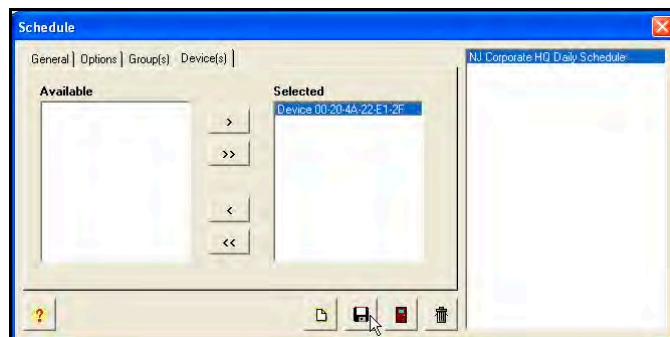 Schedule
General Options Group(s) Device(s)
NJ Corporate HQ Daily Schedule
Available Selected
Device 00-20-4A-22-E1-2F
>
>>
<
<<
?